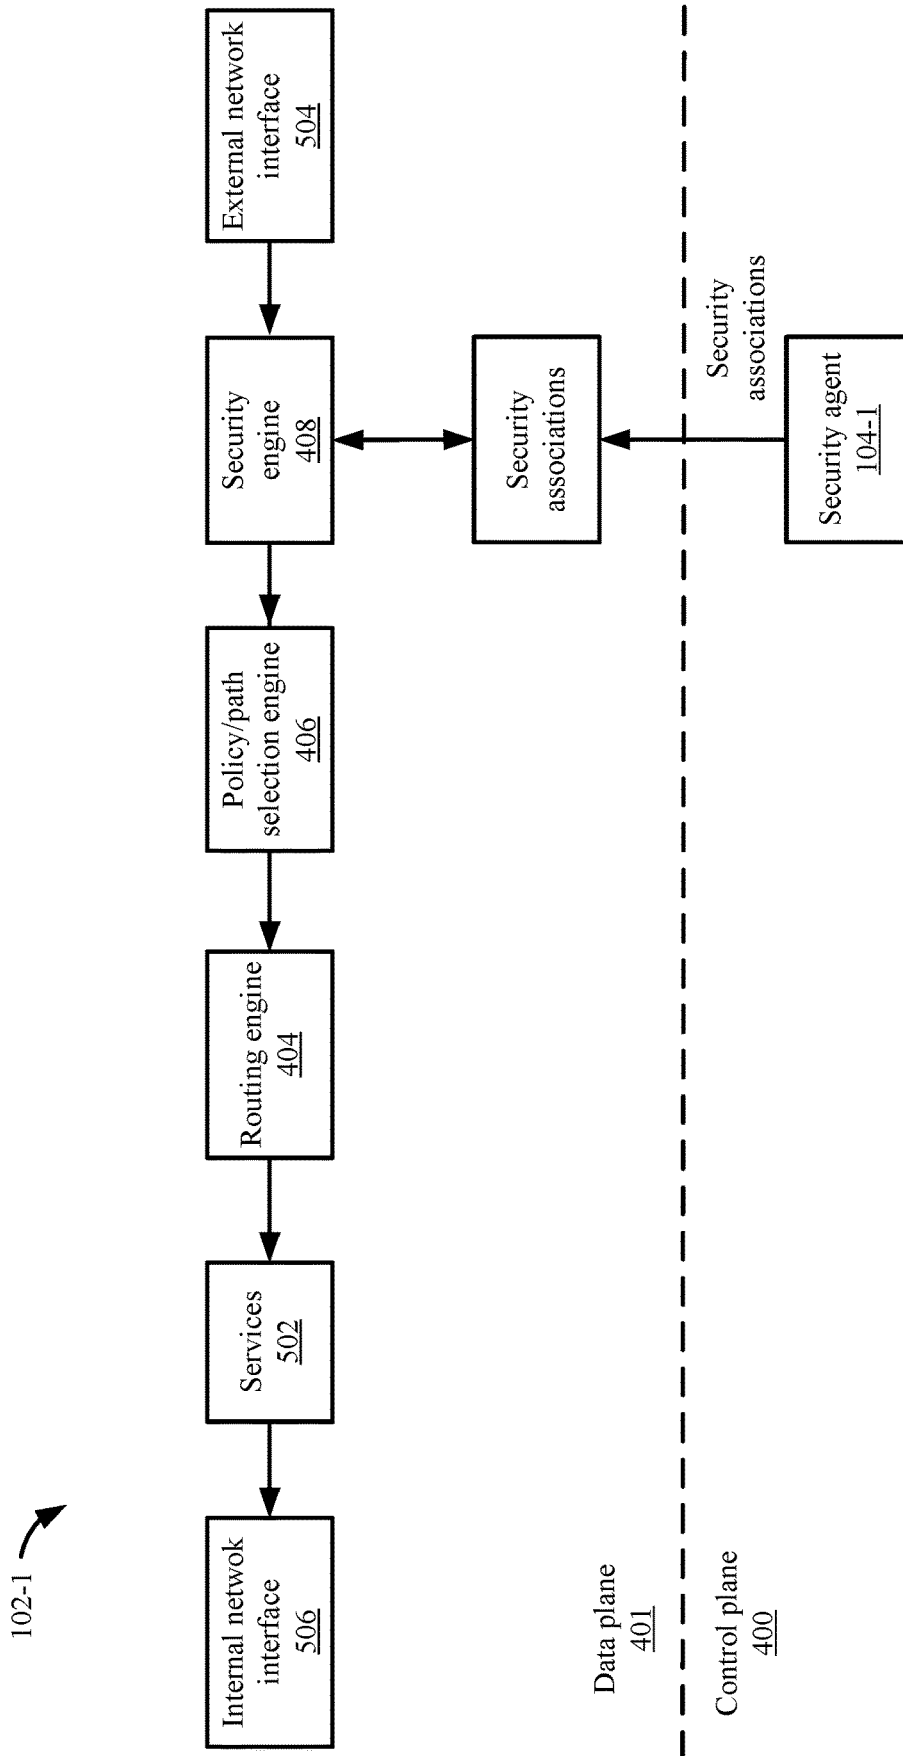 102-1
Internal netwok
interface
506
Services
502
Routing engine
404
Policy/path
selection engine
406
Security
engine
408
External network
interface
504
Security
associations
Data plane
401
Control plane
400
Security
associations
Security agent
104-1